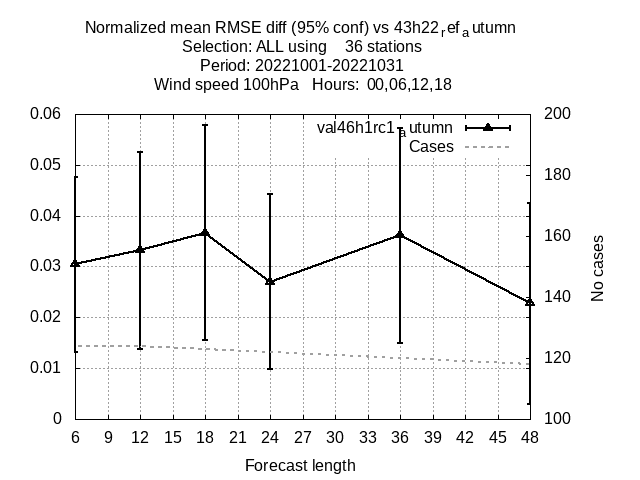 Normalized mean RMSE diff (95% conf) vs 43h22refautumn
Selection: ALL using 36 stations
Period: 20221001-20221031
Wind speed 100hPa Hours: 00,06,12,18
0.06 200
val46h1rc1autumn
Cases
0.05 180
0.04 160
0.03 140
0.02 120
0.01 100
0
No cases
6 9 12 15 18 21 24 27 30 33 36 39 42 45 48
Forecast length